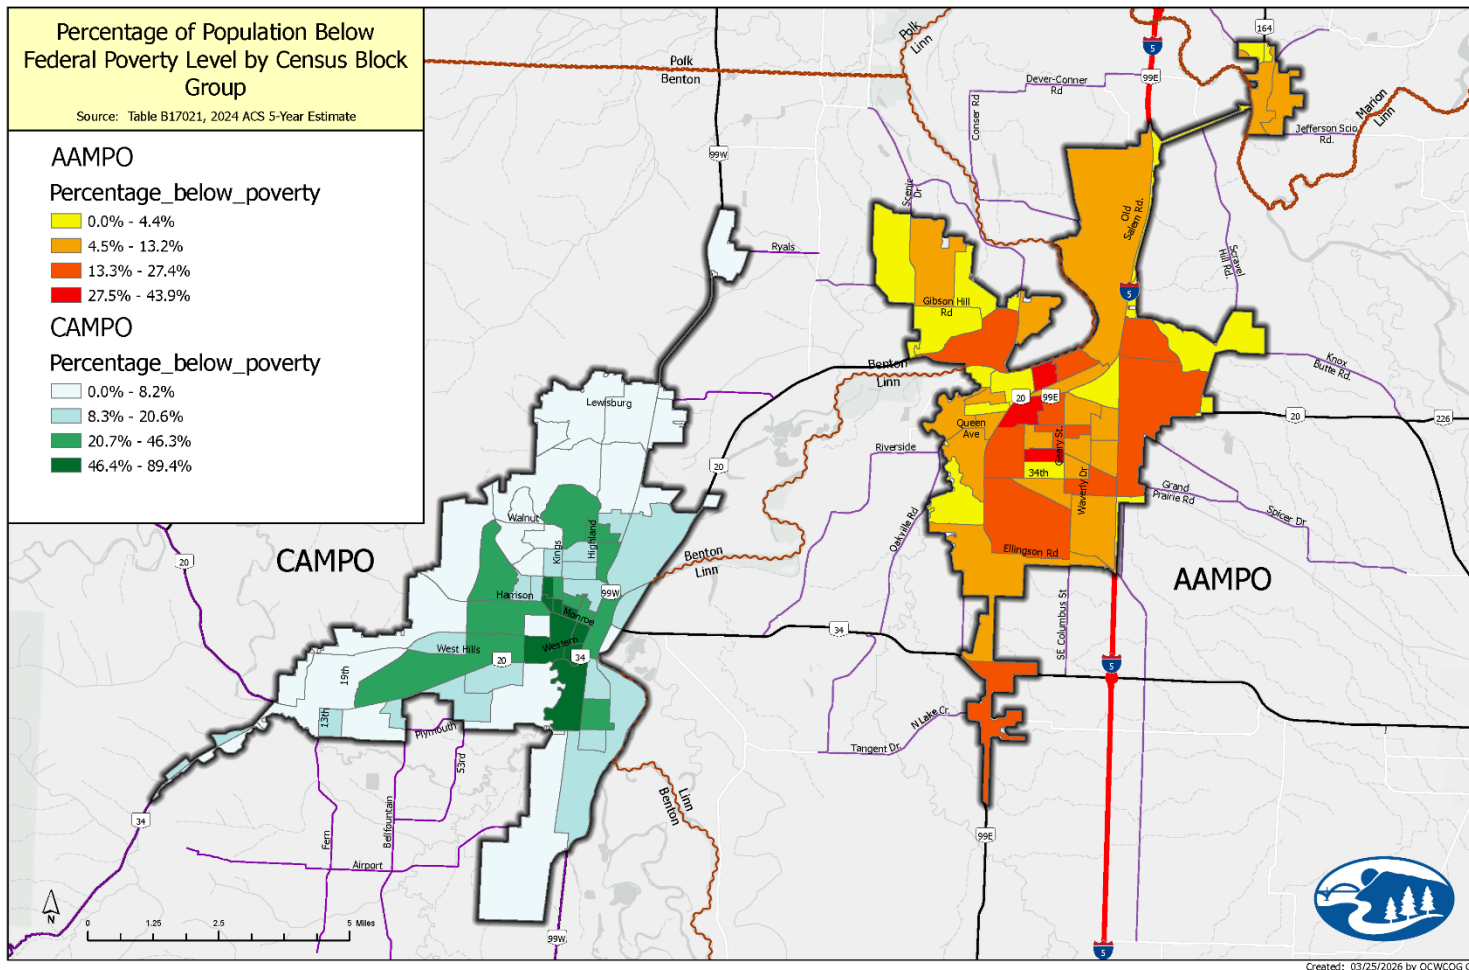 Percentage of Population Below
Federal Poverty Level by Census Block
Group
Source: Table B17021, 2024 ACS 5-Year Estimate
AAMPO
Percentage_below_poverty
0.0% - 4.4%
4.5% - 13.2%
13.3% - 27.4%
27.5% - 43.9%
CAMPO
Percentage_below_poverty
0.0% - 8.2%
8.3% - 20.6%
20.7% - 46.3%
46.4% - 89.4%
Polk
Benton
Polk
Linn
5
99E
164
Dever-Conner
Rd
Conser Rd
Marion
Linn
Jefferson Scio
Rd.
99W
Scenic
Dr
Old
Salem Rd.
Scravel
Hill Rd.
Ryals
5
Gibson Hill
Rd
Knox
Butte Rd.
Benton
Linn
20
99E
20
226
Lewisburg
Queen
Ave
Geary St.
Riverside
20
34th
Waverly Dr
Grand
Prairie Rd
Spicer Dr
Oakville Rd
Walnut
Kings
Highland
Benton
Linn
Ellingson Rd
20
CAMPO
AAMPO
Harrison
99W
Monroe
SE Columbus St
34
Western
West Hills
20
34
5
19th
13th
Plymouth
53rd
N Lake Cr.
Tangent Dr.
Linn
Benton
34
Fern
Bellfountain
99E
Airport
N
0
1.25
2.5
5 Miles
99W
5
Created: 03/25/2026 by OCWCOG